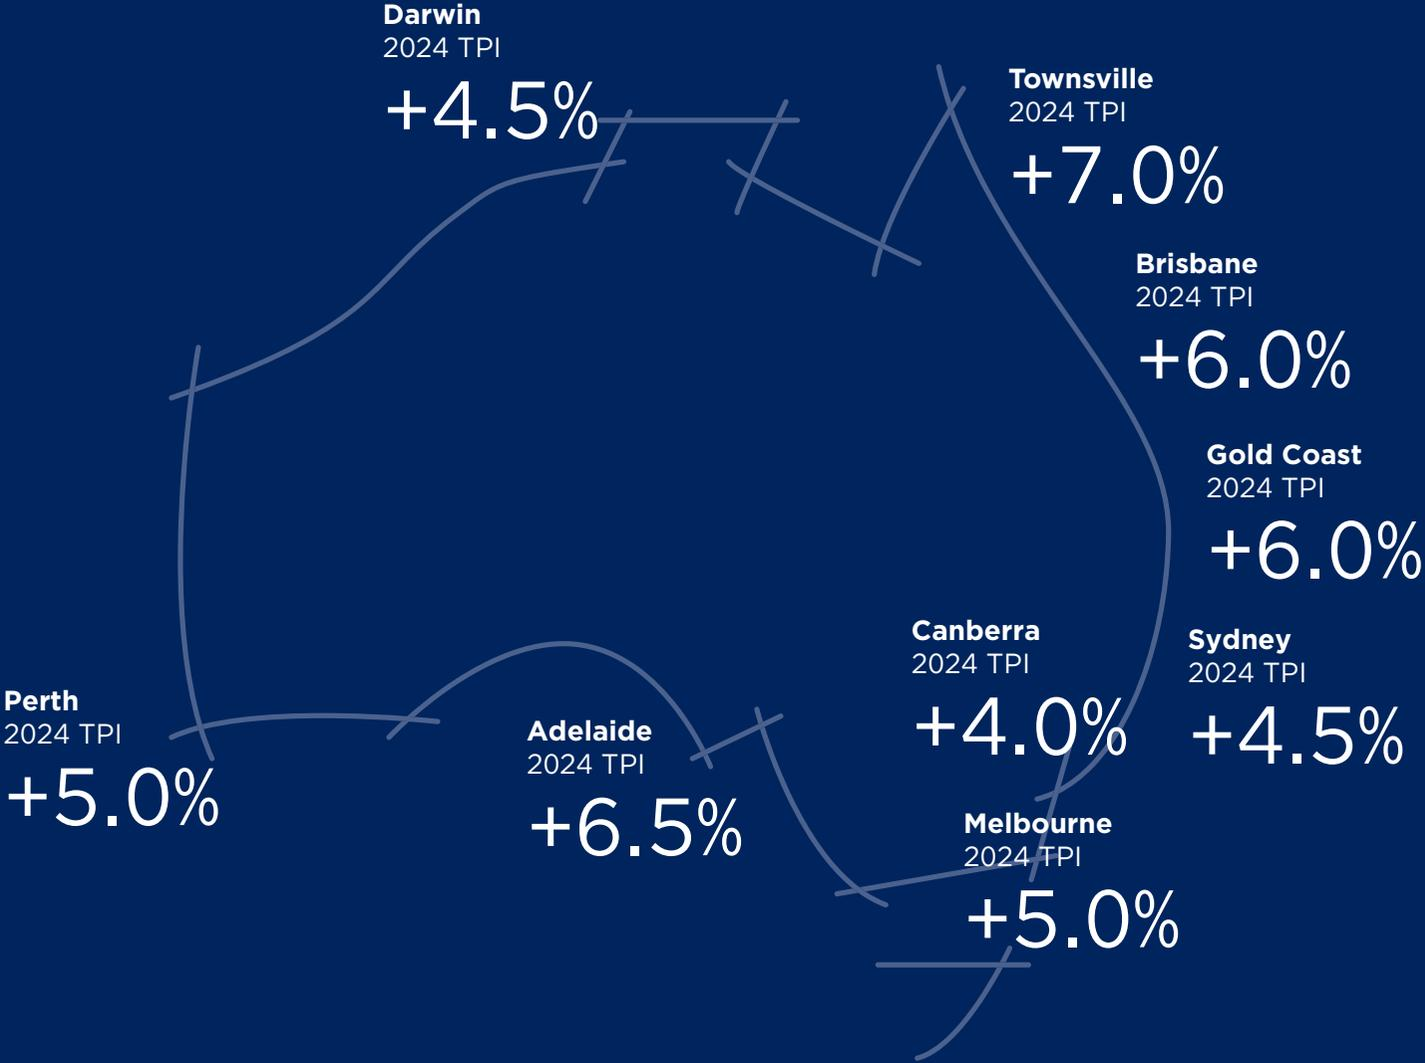 Darwin
2024 TPI
+4.5%
Townsville
2024 TPI
+7.0%
Brisbane
2024 TPI
+6.0%
Gold Coast
2024 TPI
+6.0%
Canberra
2024 TPI
+4.0%
Sydney
2024 TPI
+4.5%
Perth
2024 TPI
+5.0%
Adelaide
2024 TPI
+6.5%
Melbourne
2024 TPI
+5.0%